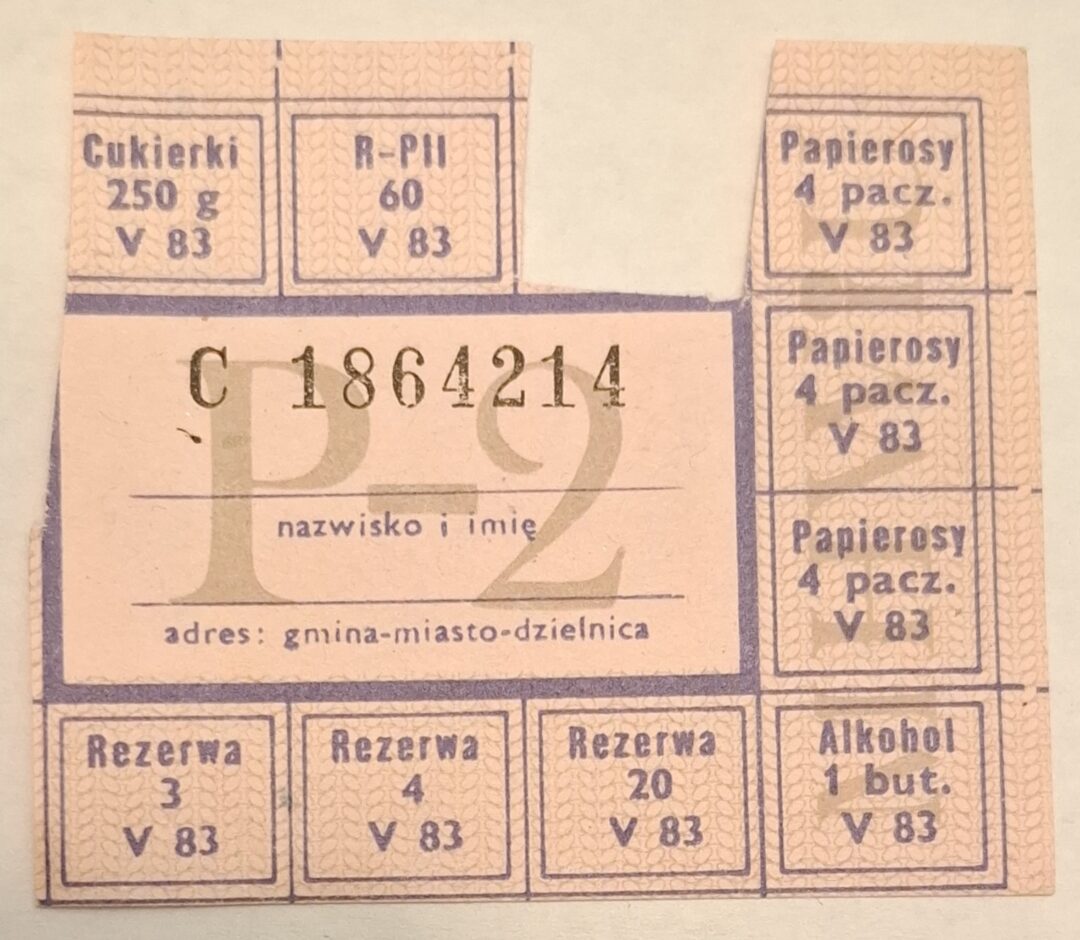 Cukierki
250 g
V 83
R-PII
60
V 83
Papierosy
4 pacz.
V 83
C 1864214
P-2
nazwisko i imię
adres: gmina-miasto-dzielnica
Papierosy
4 pacz.
V 83
Papierosy
4 pacz.
V 83
Rezerwa
3
V 83
Rezerwa
4
V 83
Rezerwa
20
V 83
Alkohol
1 but.
V 83